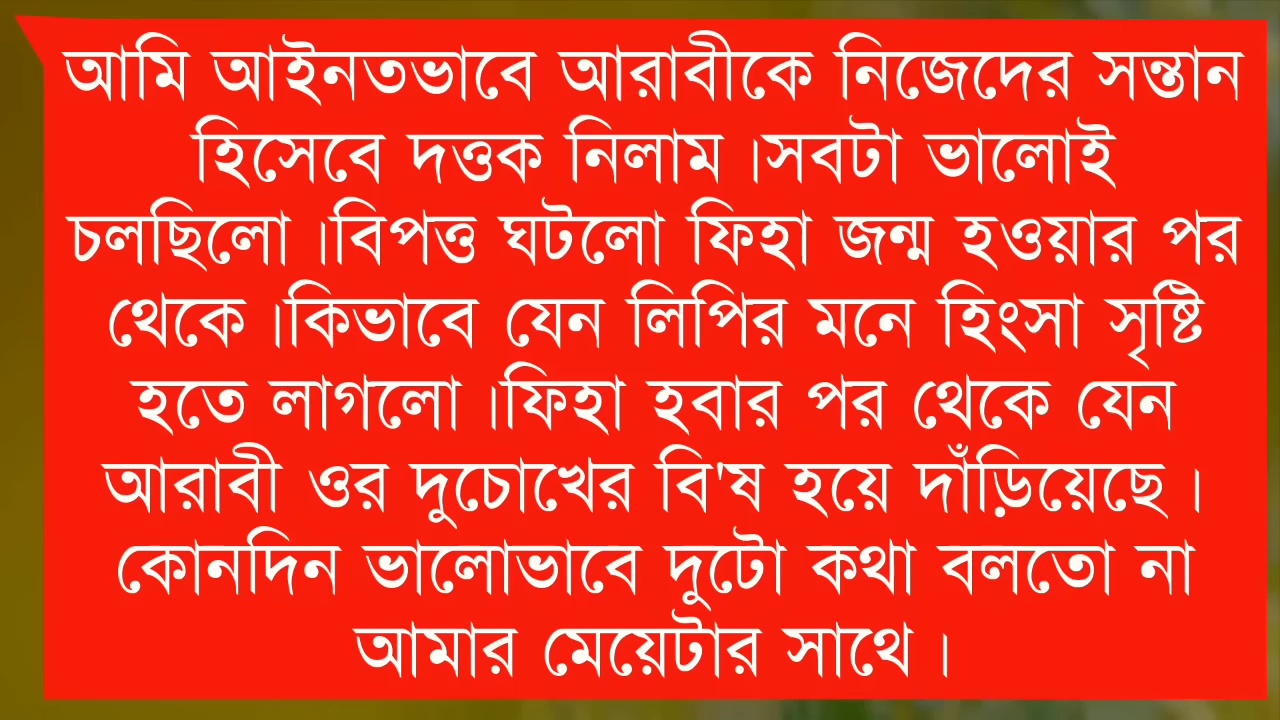 আমি আইনতভাবে আরাবীকে নিজেদের সন্তান
হিসেবে দত্তক নিলাম ।সবটা ভালোই
চলছিলো ।বিপত্ত ঘটলো ফিহা জন্ম হওয়ার পর
থেকে ।কিভাবে যেন লিপির মনে হিংসা সৃষ্টি
হতে লাগলো ।ফিহা হবার পর থেকে যেন
আরাবী ওর দুচোখের বি'ষ হয়ে দাঁড়িয়েছে ।
কোনদিন ভালোভাবে দুটো কথা বলতো না
আমার মেয়েটার সাথে ।